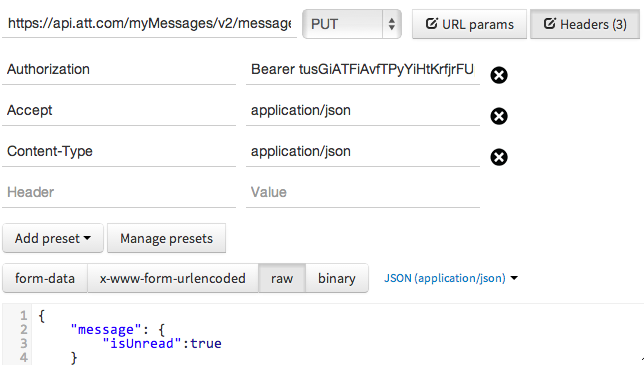 https://api.att.com/myMessages/v2/message PUT URL params Headers (3)
Authorization Bearer tusGiATFiAvfTPyYiHtKrfjrFU
Accept application/json
Content-Type application/json
Header Value
Add preset Manage presets
form-data x-www-form-urlencoded raw binary JSON (application/json)
1 {
2 "message": {
3 "isUnread":true
4 }